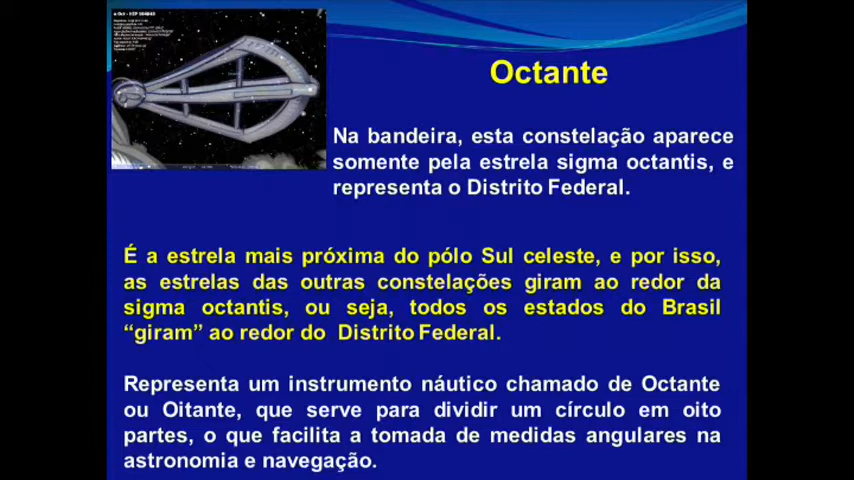 Octante
Na bandeira, esta constelação aparece
somente pela estrela sigma octantis, e
representa o Distrito Federal.
É a estrela mais próxima do pólo Sul celeste, e por isso,
as estrelas das outras constelações giram ao redor da
sigma octantis, ou seja, todos os estados do Brasil
“giram” ao redor do Distrito Federal.
Representa um instrumento náutico chamado de Octante
ou Oitante, que serve para dividir um círculo em oito
partes, o que facilita a tomada de medidas angulares na
astronomia e navegação.